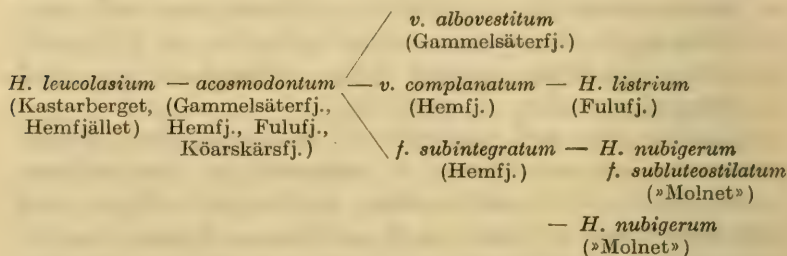 v. albovestitum
(Gammelsäterfj.)
H. leucolasium — acosmodontum — v. complanatum — H. listrium
(Kastarberget, (Gammelsäterfj., (Hemfj.) (Fulufj.)
Hemfjället) Hemfj., Fulufj.,
Köarskärsfj.) f. subintegratum — H. nubigerum
(Hemfj.) f. subluteostilatum
(»Molnet»)
— H. nubigerum
(»Molnet»)